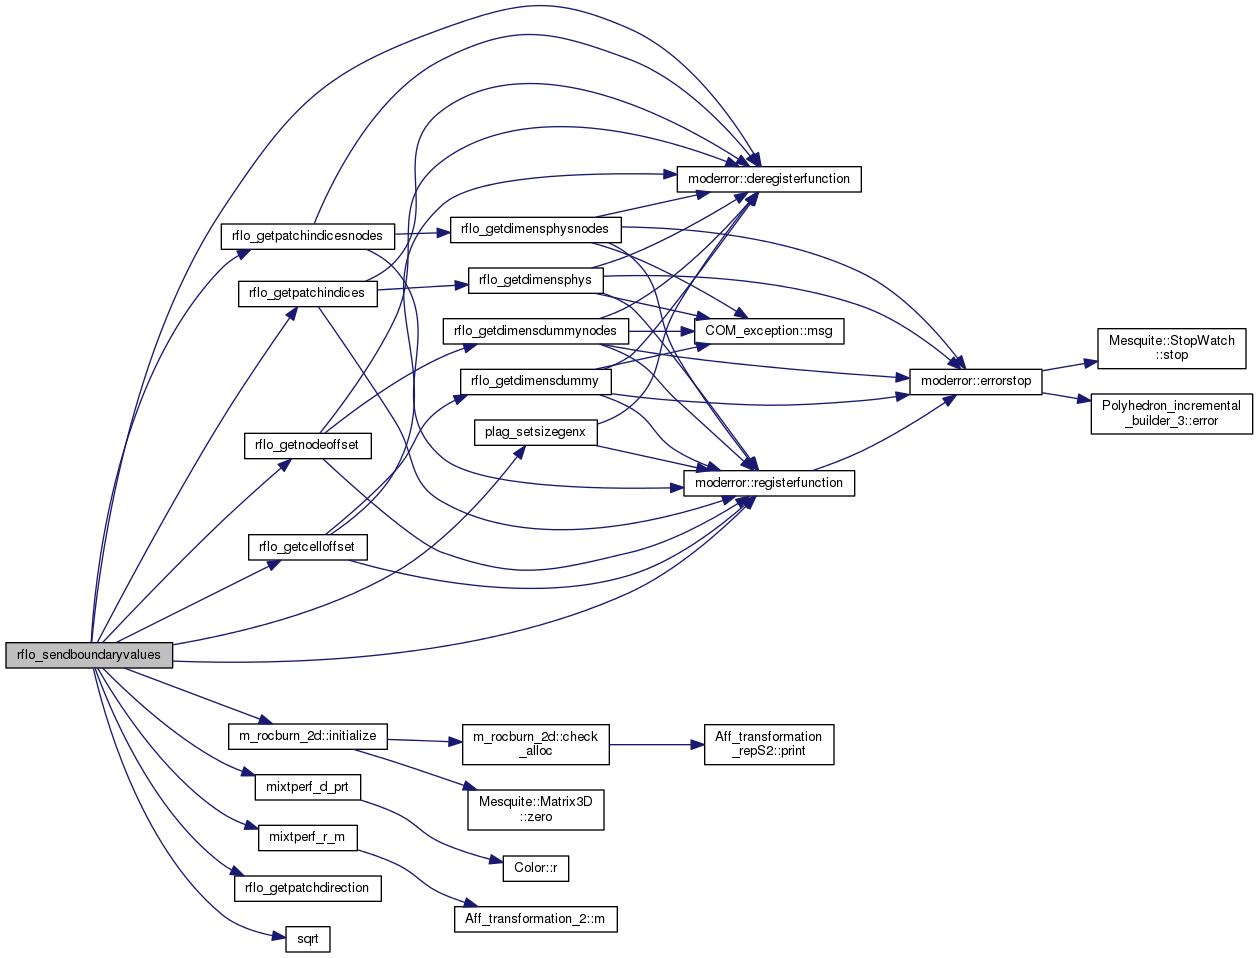 moderror::deregisterfunction
rflo_getpatchindicesnodes
rflo_getdimensphysnodes
rflo_getpatchindices
rflo_getdimensphys
rflo_getdimensdummynodes
COM_exception::msg
Mesquite::StopWatch
::stop
rflo_getdimensdummy
moderror::errorstop
Polyhedron_incremental
_builder_3::error
plag_setsizegenx
rflo_getnodeoffset
moderror::registerfunction
rflo_getcelloffset
rflo_sendboundaryvalues
m_rocburn_2d::initialize
m_rocburn_2d::check
_alloc
Aff_transformation
_repS2::print
mixtperf_d_prt
Mesquite::Matrix3D
::zero
mixtperf_r_m
Color::r
rflo_getpatchdirection
Aff_transformation_2::m
sqrt